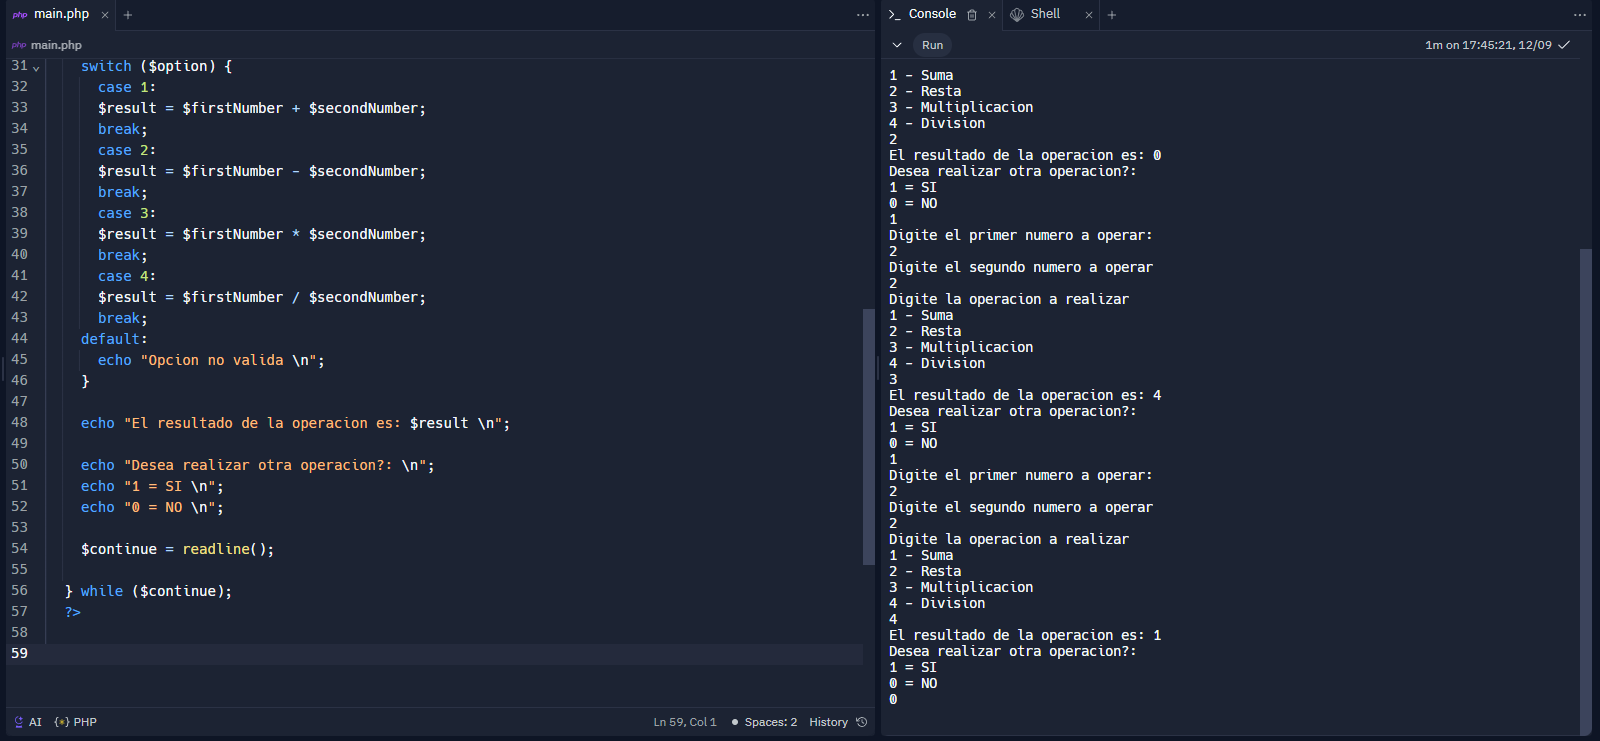 php main.php × +
php main.php
31 switch ($option) {
32 case 1:
33 $result = $firstNumber + $secondNumber;
34 break;
35 case 2:
36 $result = $firstNumber - $secondNumber;
37 break;
38 case 3:
39 $result = $firstNumber * $secondNumber;
40 break;
41 case 4:
42 $result = $firstNumber / $secondNumber;
43 break;
44 default:
45 echo "Opcion no valida \n";
46 }
47
48 echo "El resultado de la operacion es: $result \n";
49
50 echo "Desea realizar otra operacion?: \n";
51 echo "1 = SI \n";
52 echo "0 = NO \n";
53
54 $continue = readline();
55
56 } while ($continue);
57 ?>
58
59
AI {*} PHP Ln 59, Col 1 ● Spaces: 2 History
>_ Console × Shell × +
Run 1m on 17:45:21, 12/09 ✓
1 - Suma
2 - Resta
3 - Multiplicacion
4 - Division
2
El resultado de la operacion es: 0
Desea realizar otra operacion?:
1 = SI
0 = NO
1
Digite el primer numero a operar:
2
Digite el segundo numero a operar
2
Digite la operacion a realizar
1 - Suma
2 - Resta
3 - Multiplicacion
4 - Division
3
El resultado de la operacion es: 4
Desea realizar otra operacion?:
1 = SI
0 = NO
1
Digite el primer numero a operar:
2
Digite el segundo numero a operar
2
Digite la operacion a realizar
1 - Suma
2 - Resta
3 - Multiplicacion
4 - Division
4
El resultado de la operacion es: 1
Desea realizar otra operacion?:
1 = SI
0 = NO
0